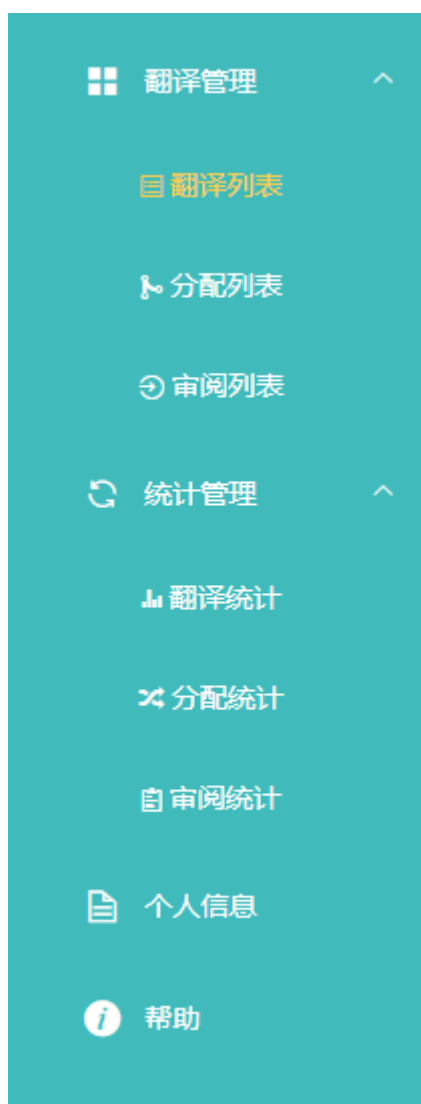 翻译管理
翻译列表
分配列表
审阅列表
统计管理
翻译统计
分配统计
审阅统计
个人信息
帮助